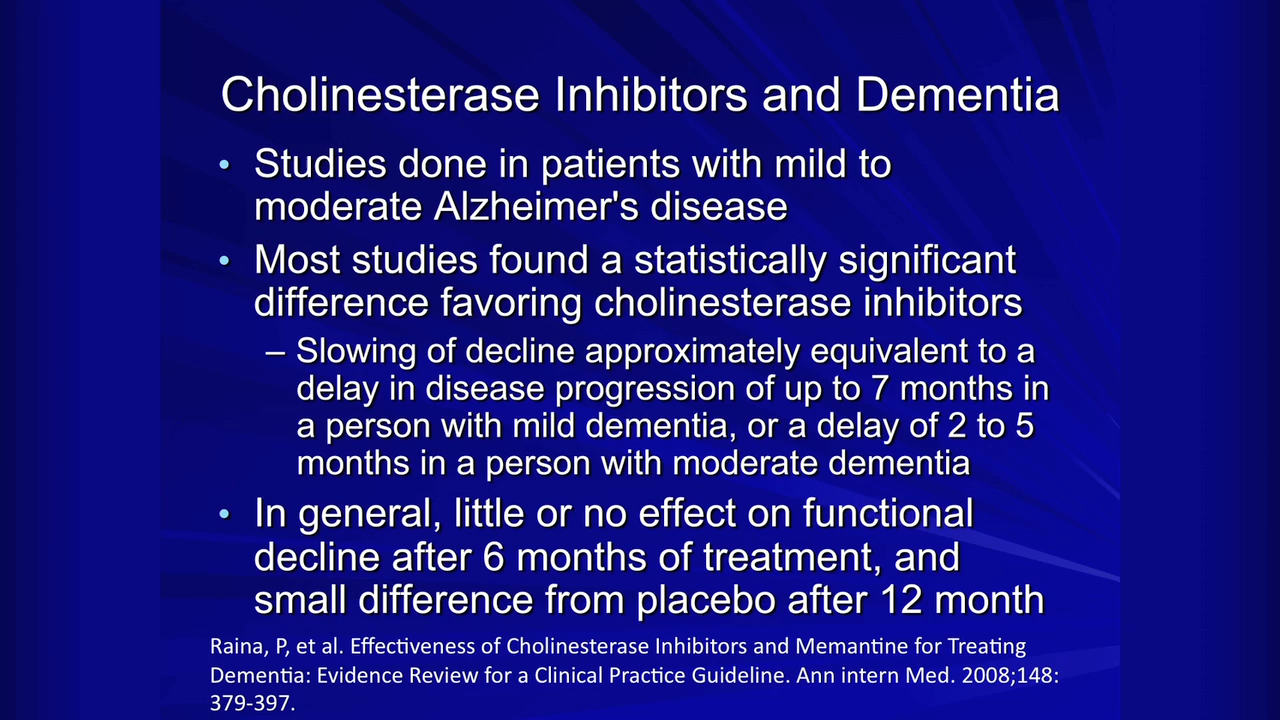 Cholinesterase Inhibitors and Dementia
• Studies done in patients with mild to
moderate Alzheimer's disease
• Most studies found a statistically significant
difference favoring cholinesterase inhibitors
– Slowing of decline approximately equivalent to a
delay in disease progression of up to 7 months in
a person with mild dementia, or a delay of 2 to 5
months in a person with moderate dementia
• In general, little or no effect on functional
decline after 6 months of treatment, and
small difference from placebo after 12 month
Raina, P, et al. Effectiveness of Cholinesterase Inhibitors and Memantine for Treating
Dementia: Evidence Review for a Clinical Practice Guideline. Ann intern Med. 2008;148:
379-397.